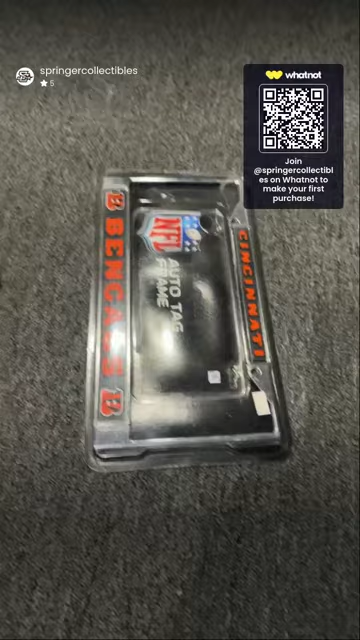 springercollectibles
★ 5
whatnot
Join
@springercollectibl
es on Whatnot to
make your first
purchase!
B BENGALS B
NFL
AUTO TAG
FRAME
CINCINNATI